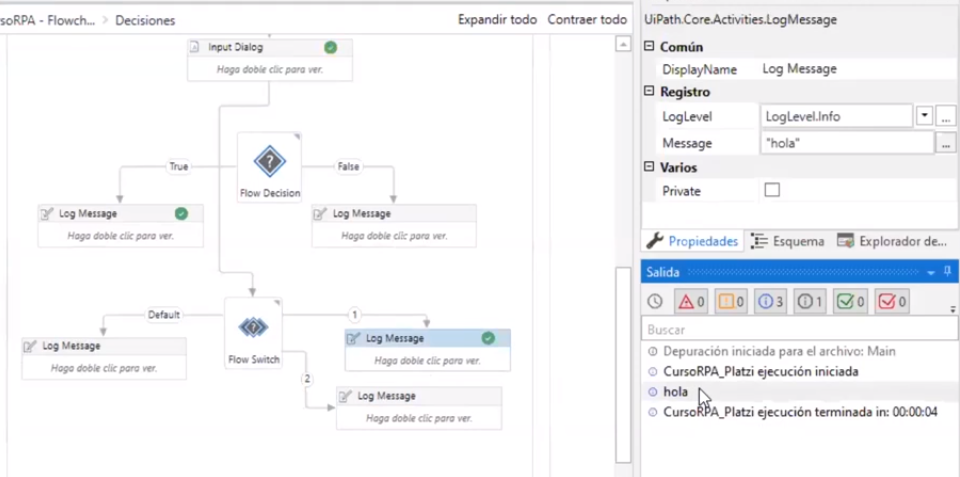 rsoRPA - Flowch... > Decisiones
Expandir todo Contraer todo
Input Dialog
Haga doble clic para ver.
Flow Decision
True
False
Log Message
Haga doble clic para ver.
Log Message
Haga doble clic para ver.
Flow Switch
Default
1
2
Log Message
Haga doble clic para ver.
Log Message
Haga doble clic para ver.
Log Message
Haga doble clic para ver.
UiPath.Core.Activities.LogMessage
Común
DisplayName Log Message
Registro
LogLevel LogLevel.Info ...
Message "hola" ...
Varios
Private
Propiedades Esquema Explorador de...
Salida
0 0 3 1 0 0
Buscar
Depuración iniciada para el archivo: Main
CursoRPA_Platzi ejecución iniciada
hola
CursoRPA_Platzi ejecución terminada in: 00:00:04